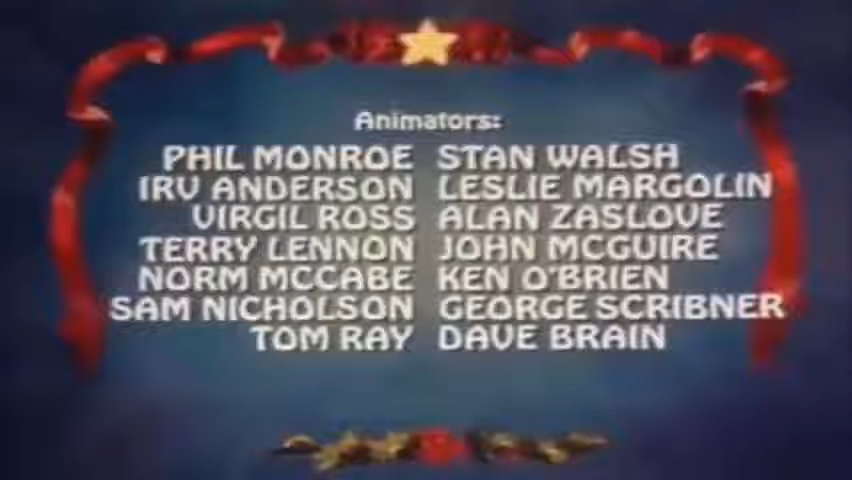 Animators:
PHIL MONROE STAN WALSH
IRV ANDERSON LESLIE MARGOLIN
VIRGIL ROSS ALAN ZASLOVE
TERRY LENNON JOHN MCGUIRE
NORM MCCABE KEN O'BRIEN
SAM NICHOLSON GEORGE SCRIBNER
TOM RAY DAVE BRAIN